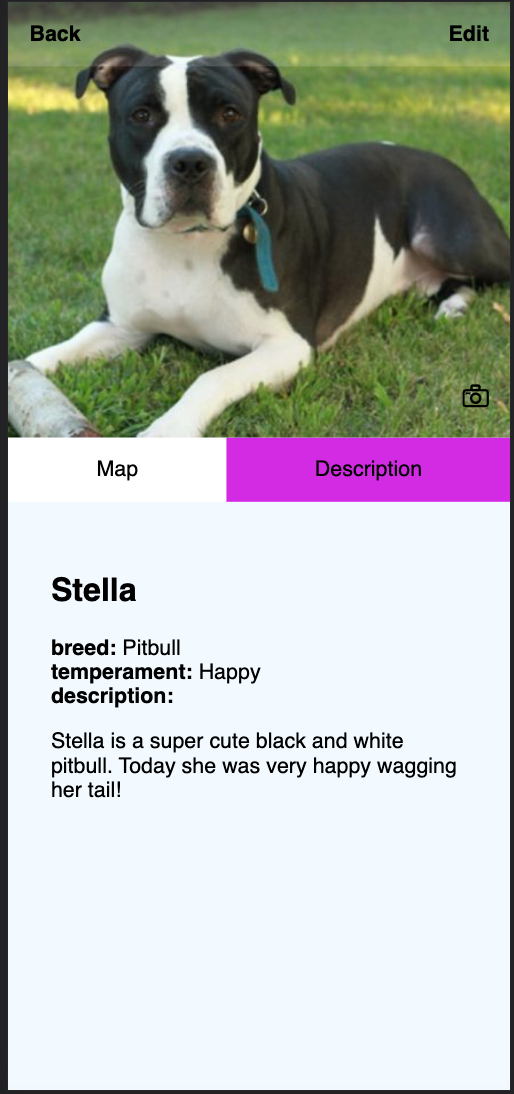 Back Edit
Map Description
Stella
breed: Pitbull
temperament: Happy
description:
Stella is a super cute black and white
pitbull. Today she was very happy wagging
her tail!